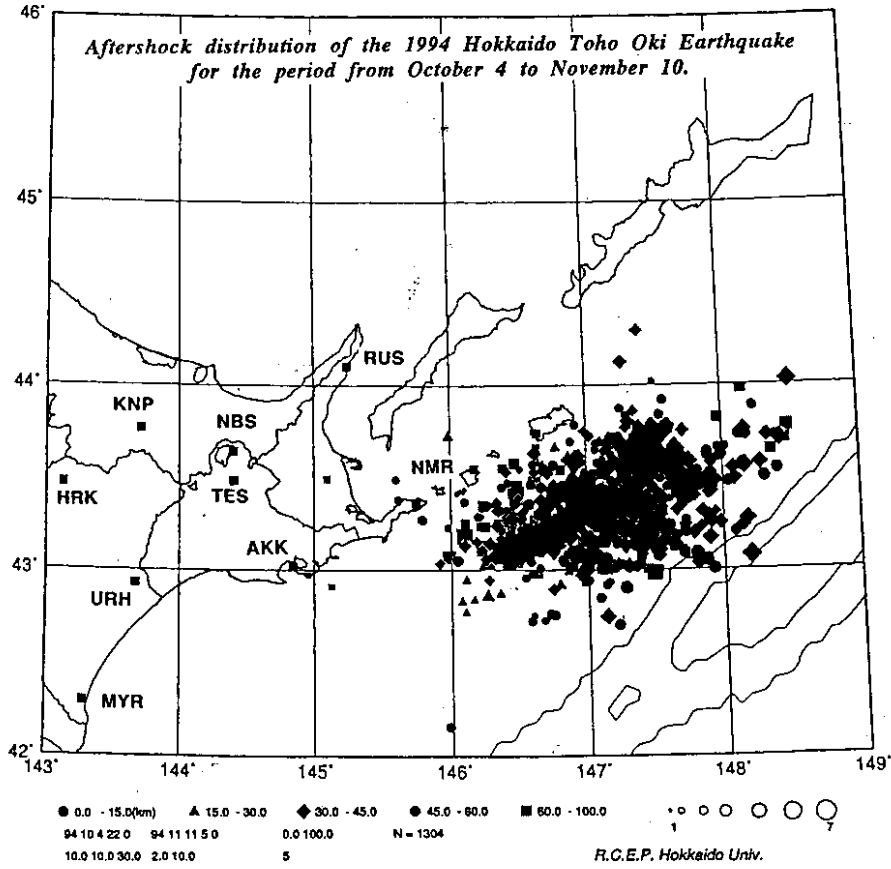 Aftershock distribution of the 1994 Hokkaido Toho Oki Earthquake
for the period from October 4 to November 10.
46°
45°
44°
43°
42°
RUS
KNP
NBS
NMR
HRK
TES
AKK
URH
MYR
143° 144° 145° 146° 147° 148° 149°
0.0 - 15.0(km) 15.0 - 30.0 30.0 - 45.0 45.0 - 60.0 60.0 - 100.0
1 7
94 10 4 22 0 94 11 11 5 0 0.0 100.0 N = 1304
10.0 10.0 30.0 2.0 10.0 5 R.C.E.P. Hokkaido Univ.